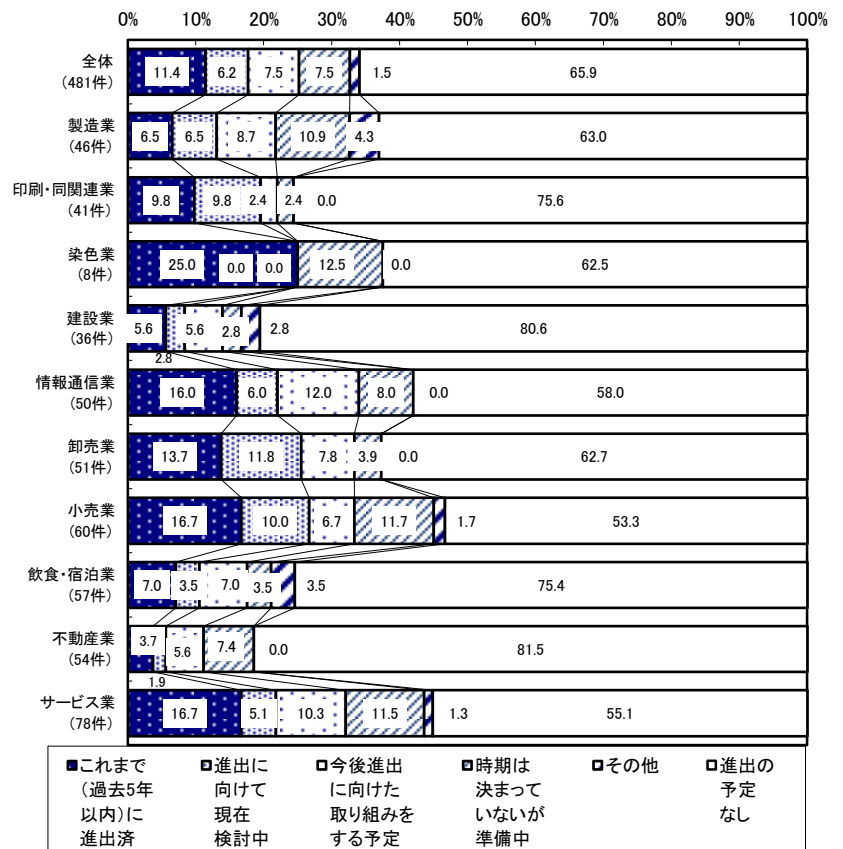 0% 10% 20% 30% 40% 50% 60% 70% 80% 90% 100%
全体
(481件)
11.4 6.2 7.5 7.5 1.5 65.9
製造業
(46件)
6.5 6.5 8.7 10.9 4.3 63.0
印刷・同関連業
(41件)
9.8 9.8 2.4 2.4 0.0 75.6
染色業
(8件)
25.0 0.0 0.0 12.5 0.0 62.5
建設業
(36件)
5.6 2.8 5.6 2.8 2.8 80.6
情報通信業
(50件)
16.0 6.0 12.0 8.0 0.0 58.0
卸売業
(51件)
13.7 11.8 7.8 3.9 0.0 62.7
小売業
(60件)
16.7 10.0 6.7 11.7 1.7 53.3
飲食・宿泊業
(57件)
7.0 3.5 7.0 3.5 3.5 75.4
不動産業
(54件)
3.7 1.9 5.6 7.4 0.0 81.5
サービス業
(78件)
16.7 5.1 10.3 11.5 1.3 55.1
これまで
(過去5年
以内)に
進出済
進出に
向けて
現在
検討中
今後進出
に向けた
取り組みを
する予定
時期は
決まって
いないが
準備中
その他
進出の
予定
なし